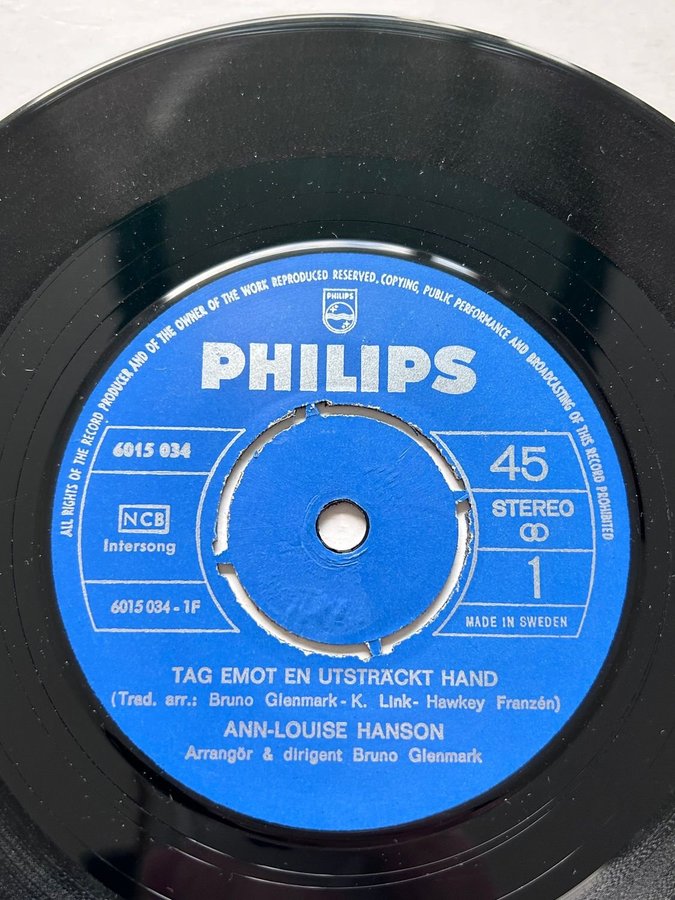 ALL RIGHTS OF THE RECORD PRODUCER AND OF THE OWNER OF THE WORK REPRODUCED RESERVED. COPYING, PUBLIC PERFORMANCE AND BROADCASTING OF THIS RECORD PROHIBITED
PHILIPS
PHILIPS
6015 034
NCB
Intersong
6015 034 - 1F
45
STEREO
1
MADE IN SWEDEN
TAG EMOT EN UTSTRÄCKT HAND
(Trad. arr.: Bruno Glenmark - K. Link - Hawkey Franzén)
ANN-LOUISE HANSON
Arrangör & dirigent Bruno Glenmark